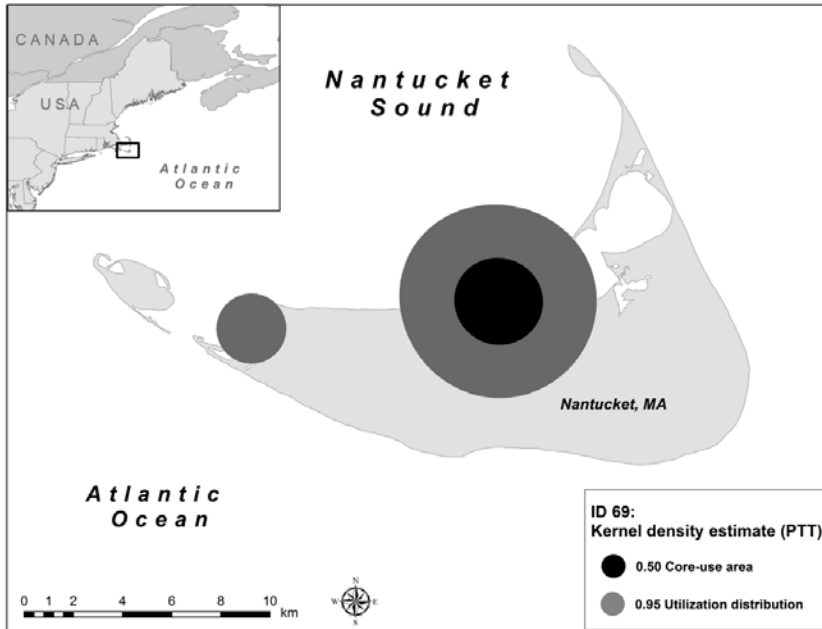 CANADA
USA
Atlantic
Ocean
Nantucket
Sound
Nantucket, MA
Atlantic
Ocean
N
W E
S
0 2 4 6 8 10
km
ID 69:
Kernel density estimate (PTT)
0.50 Core-use area
0.95 Utilization distribution